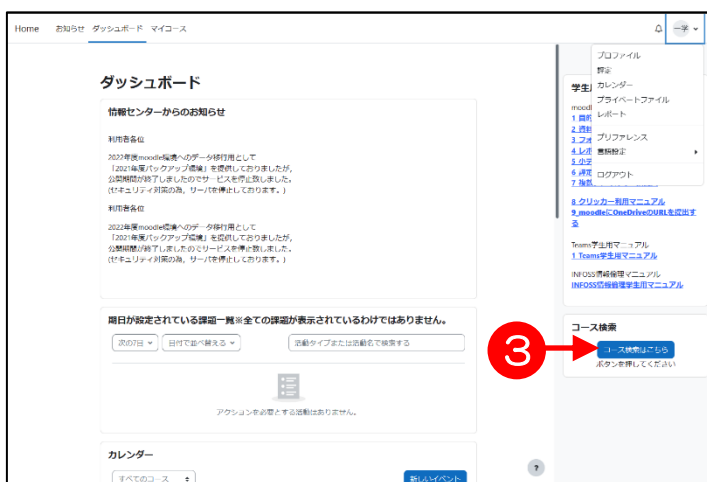 Home お知らせ ダッシュボード マイコース 一学
プロファイル
評定
カレンダー
プライベートファイル
レポート
プリファレンス
言語設定
ログアウト
ダッシュボード
情報センターからのお知らせ
利用者各位
2022年度moodle環境へのデータ移行用として
「2021年度バックアップ環境」を提供しておりましたが,
公開期間が終了しましたのでサービスを停止致しました。
(セキュリティ対策の為, サーバを停止しております。)
利用者各位
2022年度moodle環境へのデータ移行用として
「2021年度バックアップ環境」を提供しておりましたが,
公開期間が終了しましたのでサービスを停止致しました。
(セキュリティ対策の為, サーバを停止しております。)
期日が設定されている課題一覧※全ての課題が表示されているわけではありません。
次の7日 日付で並べ替える 活動タイプまたは活動名で検索する
アクションを必要とする活動はありません。
カレンダー
すべてのコース 新しいイベント
学生
mood
1 目的
2 資料
3 フォ
4 レポ
5 小テ
6 評定
7
8 クリッカー利用マニュアル
9 moodleにOneDriveのURLを提出す
る
Teams学生用マニュアル
1 Teams学生用マニュアル
INFOSS情報倫理マニュアル
INFOSS情報倫理学生用マニュアル
コース検索
3
コース検索はこちら
ボタンを押してください
?